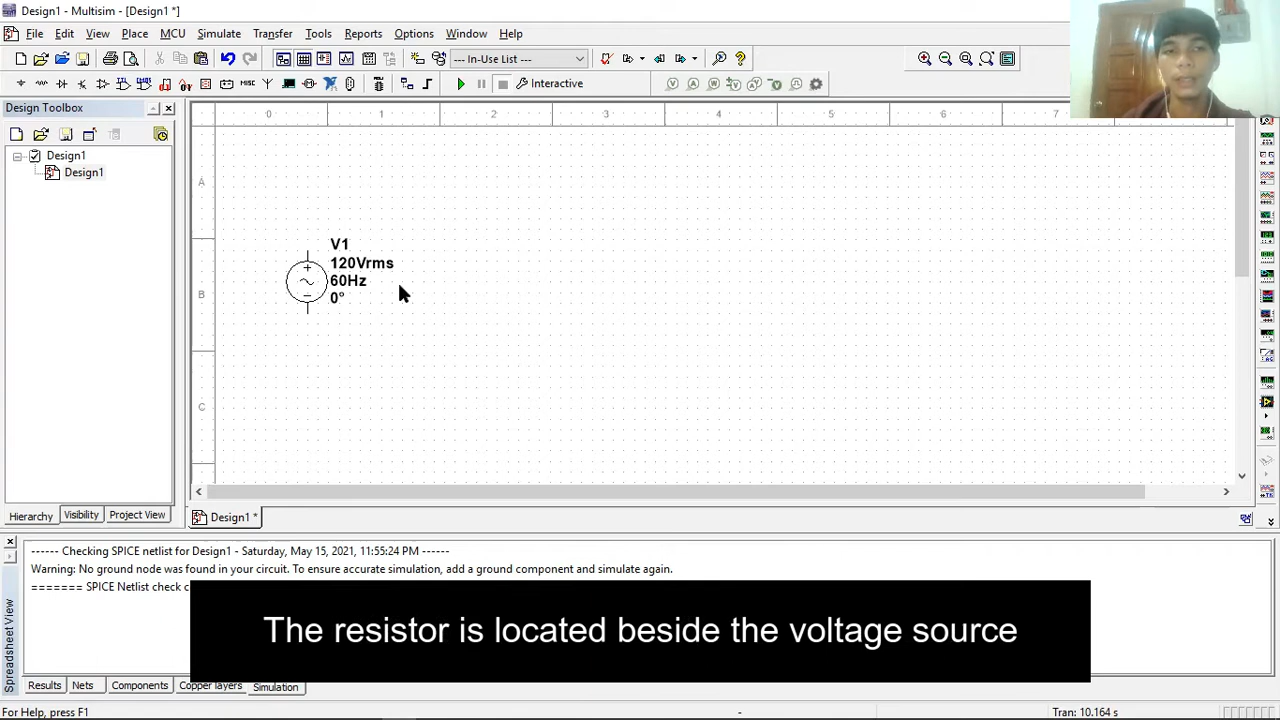 Design1 - Multisim - [Design1 *]
File Edit View Place MCU Simulate Transfer Tools Reports Options Window Help
--- In-Use List ---
Interactive
Design Toolbox
Design1
Design1
0 1 2 3 4 5 6 7
A
B
C
V1
120Vrms
60Hz
0°
Hierarchy Visibility Project View
Design1 *
------ Checking SPICE netlist for Design1 - Saturday, May 15, 2021, 11:55:24 PM ------
Warning: No ground node was found in your circuit. To ensure accurate simulation, add a ground component and simulate again.
======= SPICE Netlist check c
The resistor is located beside the voltage source
Spreadsheet View
Results Nets Components Copper layers Simulation
For Help, press F1
- Tran: 10.164 s